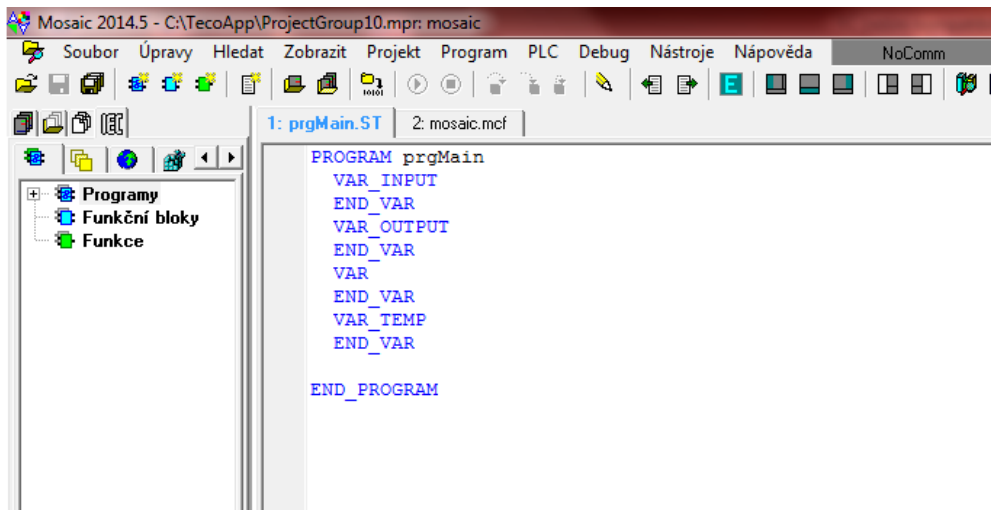 Mosaic 2014.5 - C:\TecoApp\ProjectGroup10.mpr: mosaic
Soubor Úpravy Hledat Zobrazit Projekt Program PLC Debug Nástroje Nápověda NoComm
1: prgMain.ST 2: mosaic.mcf
PROGRAM prgMain
VAR_INPUT
END_VAR
VAR_OUTPUT
END_VAR
VAR
END_VAR
VAR_TEMP
END_VAR
END_PROGRAM
Programy
Funkční bloky
Funkce